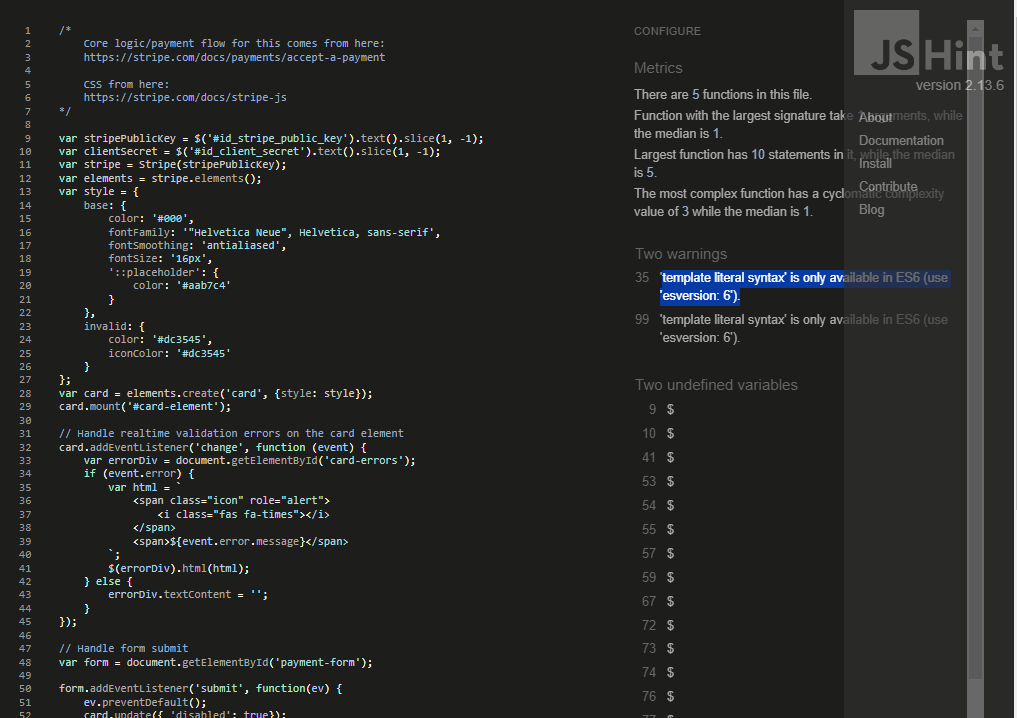 1 /*
2 Core logic/payment flow for this comes from here:
3 https://stripe.com/docs/payments/accept-a-payment
4
5 CSS from here:
6 https://stripe.com/docs/stripe-js
7 */
8
9 var stripePublicKey = $('#id_stripe_public_key').text().slice(1, -1);
10 var clientSecret = $('#id_client_secret').text().slice(1, -1);
11 var stripe = Stripe(stripePublicKey);
12 var elements = stripe.elements();
13 var style = {
14 base: {
15 color: '#000',
16 fontFamily: '"Helvetica Neue", Helvetica, sans-serif',
17 fontSmoothing: 'antialiased',
18 fontSize: '16px',
19 '::placeholder': {
20 color: '#aab7c4'
21 }
22 },
23 invalid: {
24 color: '#dc3545',
25 iconColor: '#dc3545'
26 }
27 };
28 var card = elements.create('card', {style: style});
29 card.mount('#card-element');
30
31 // Handle realtime validation errors on the card element
32 card.addEventListener('change', function (event) {
33 var errorDiv = document.getElementById('card-errors');
34 if (event.error) {
35 var html = `
36 <span class="icon" role="alert">
37 <i class="fas fa-times"></i>
38 </span>
39 <span>${event.error.message}</span>
40 `;
41 $(errorDiv).html(html);
42 } else {
43 errorDiv.textContent = '';
44 }
45 });
46
47 // Handle form submit
48 var form = document.getElementById('payment-form');
49
50 form.addEventListener('submit', function(ev) {
51 ev.preventDefault();
52 card.update({ 'disabled': true});
CONFIGURE
Metrics
There are 5 functions in this file.
Function with the largest signature take 1 arguments, while
the median is 1.
Largest function has 10 statements in it, while the median
is 5.
The most complex function has a cyclomatic complexity
value of 3 while the median is 1.
Two warnings
35 'template literal syntax' is only available in ES6 (use
'esversion: 6').
99 'template literal syntax' is only available in ES6 (use
'esversion: 6').
Two undefined variables
9 $
10 $
41 $
53 $
54 $
55 $
57 $
59 $
67 $
72 $
73 $
74 $
76 $
77 $
JSHint
version 2.13.6
About
Documentation
Install
Contribute
Blog